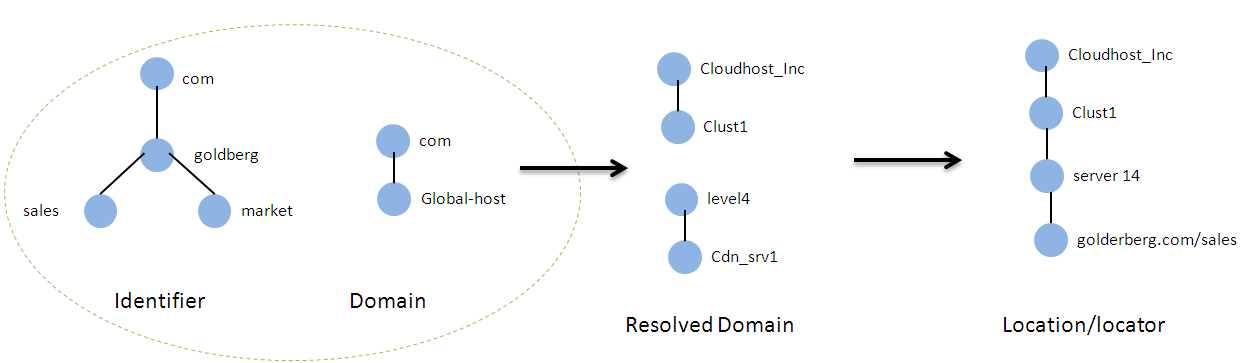 com
goldberg
sales
market
Identifier
com
Global-host
Domain
Cloudhost_Inc
Clust1
level4
Cdn_srv1
Resolved Domain
Cloudhost_Inc
Clust1
server 14
golderberg.com/sales
Location/locator